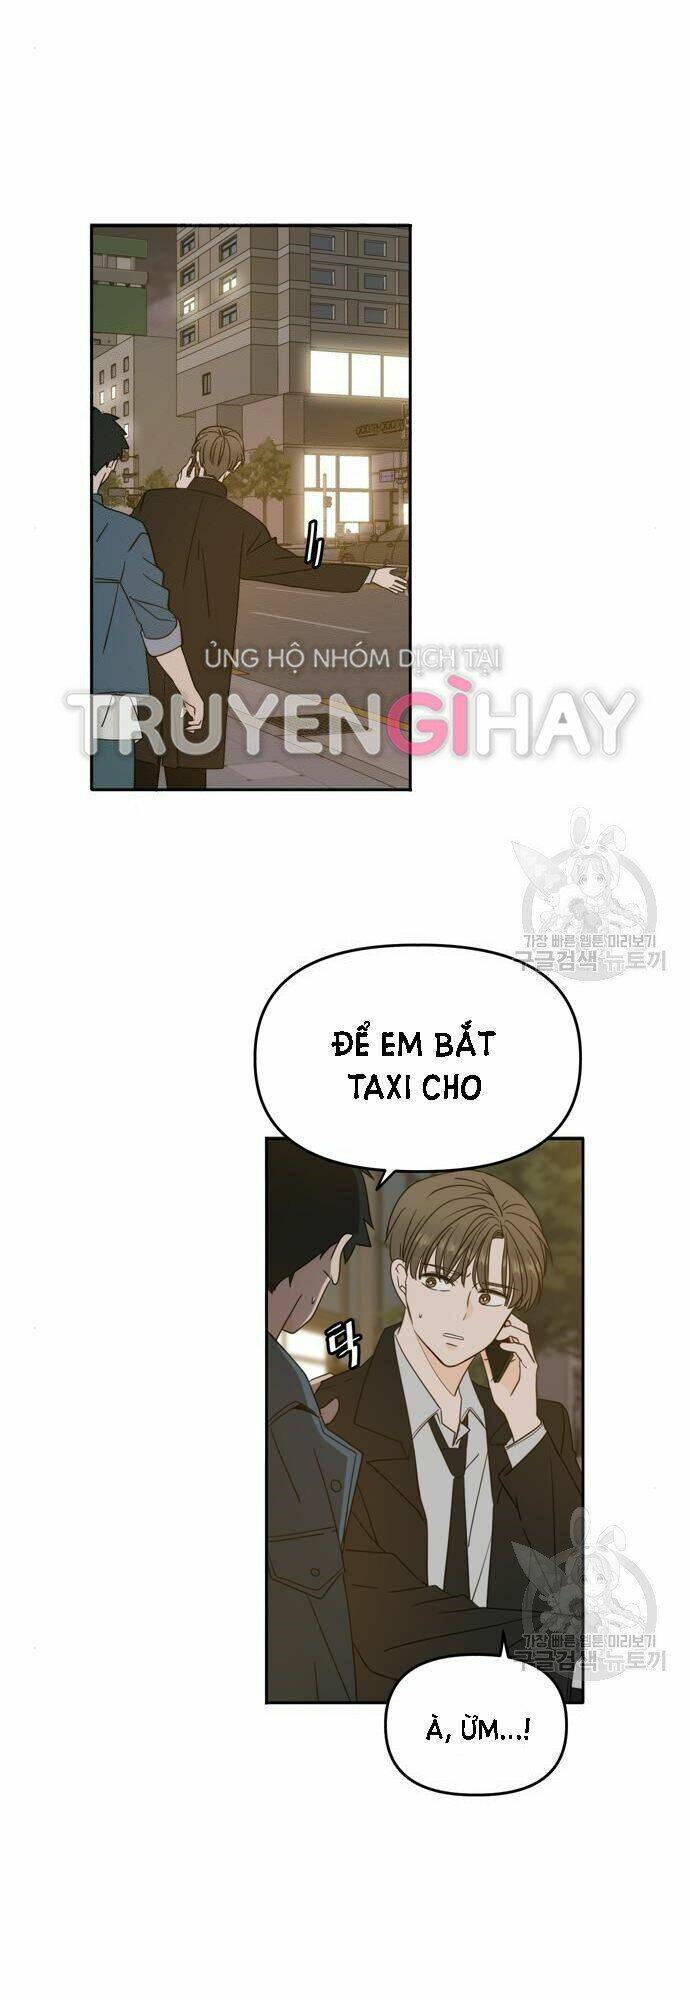 ỦNG HỘ NHÓM DỊCH TẠI
TRUYENGÌHAY
가장 빠른 웹툰 미리보기
구글검색 뉴토끼
ĐỂ EM BẮT
TAXI CHO
가장 빠른 웹툰 미리보기
구글검색 뉴토끼
À, ỪM...!